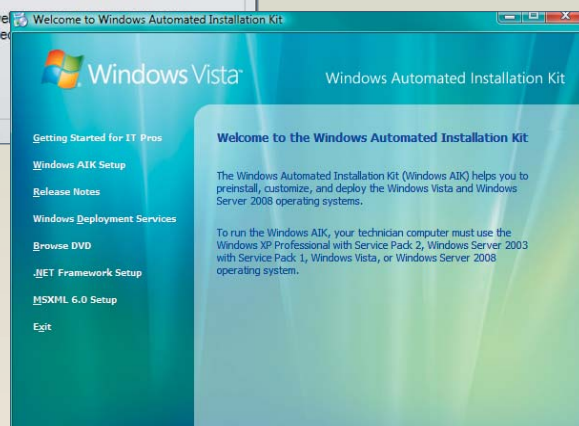 Welcome to Windows Automated Installation Kit
Windows Vista™
Windows Automated Installation Kit
Getting Started for IT Pros
Windows AIK Setup
Release Notes
Windows Deployment Services
Browse DVD
.NET Framework Setup
MSXML 6.0 Setup
Exit
Welcome to the Windows Automated Installation Kit
The Windows Automated Installation Kit (Windows AIK) helps you to
preinstall, customize, and deploy the Windows Vista and Windows
Server 2008 operating systems.
To run the Windows AIK, your technician computer must use the
Windows XP Professional with Service Pack 2, Windows Server 2003
with Service Pack 1, Windows Vista, or Windows Server 2008
operating system.